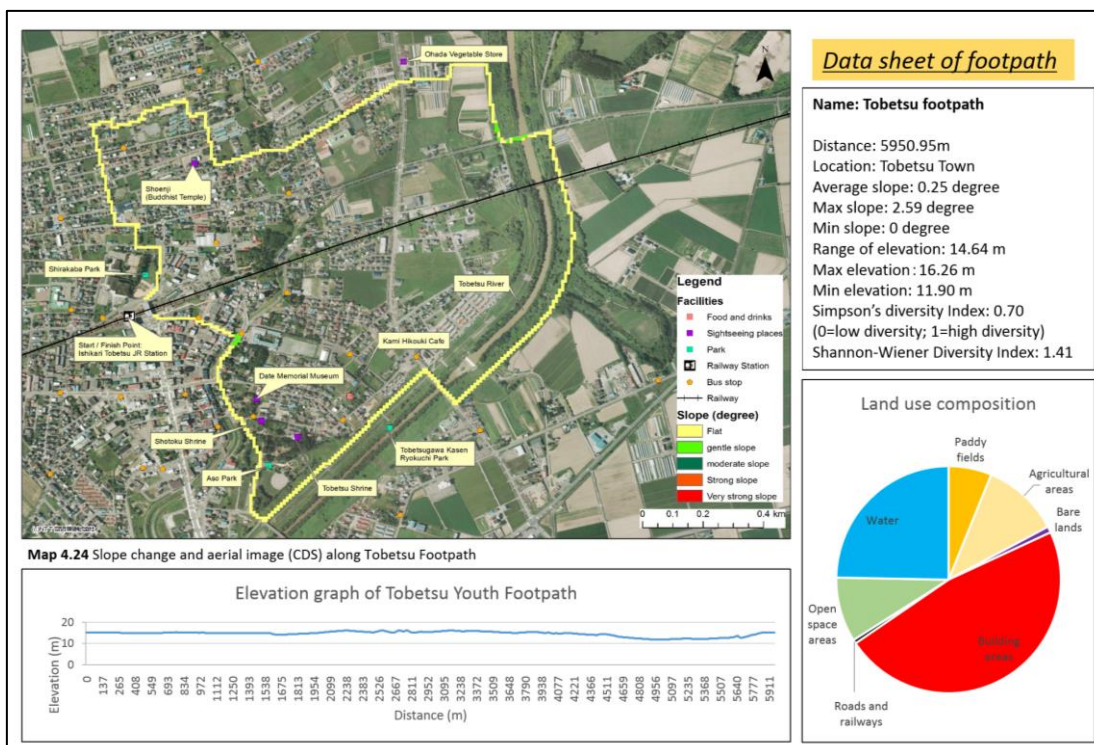 Ohada Vegetable Store
N
Shoenji
(Buddhist Temple)
Shirakaba Park
Start / Finish Point:
Ishikari Tobetsu JR Station
Tobetsu River
Kami Hikouki Cafe
Date Memorial Museum
Shotoku Shrine
Aso Park
Tobetsu Shrine
Tobetsugawa Kasen
Ryokuchi Park
Legend
Facilities
Food and drinks
Sightseeing places
Park
Railway Station
Bus stop
Railway
Slope (degree)
Flat
gentle slope
moderate slope
Strong slope
Very strong slope
0 0.1 0.2 0.4 km
Map 4.24 Slope change and aerial image (CDS) along Tobetsu Footpath
Elevation graph of Tobetsu Youth Footpath
Elevation (m)
20
10
0
0 137 265 408 549 693 834 972 1112 1250 1393 1538 1675 1813 1954 2099 2238 2383 2526 2667 2811 2952 3095 3238 3372 3509 3648 3790 3938 4077 4221 4366 4511 4659 4808 4956 5097 5235 5368 5507 5640 5777 5911
Distance (m)
Data sheet of footpath
Name: Tobetsu footpath
Distance: 5950.95m
Location: Tobetsu Town
Average slope: 0.25 degree
Max slope: 2.59 degree
Min slope: 0 degree
Range of elevation: 14.64 m
Max elevation: 16.26 m
Min elevation: 11.90 m
Simpson's diversity Index: 0.70
(0=low diversity; 1=high diversity)
Shannon-Wiener Diversity Index: 1.41
Land use composition
Paddy
fields
Agricultural
areas
Bare
lands
Water
Open
space
areas
Building
areas
Roads and
railways